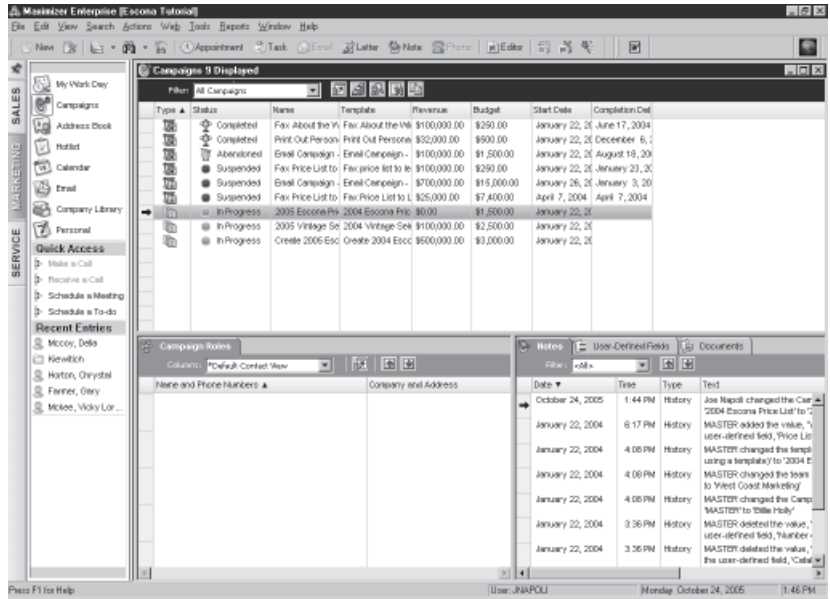 Maximizer Enterprise [Escona Tutorial]
File Edit View Search Actions Web Tools Reports Window Help
New Appointment Task Email Letter Note Phone Editor
SALES
MARKETING
SERVICE
My Work Day
Campaigns
Address Book
Hotlist
Calendar
Email
Company Library
Personal
Quick Access
Make a Call
Receive a Call
Schedule a Meeting
Schedule a To-do
Recent Entries
Mccoy, Delia
Kiewitich
Horton, Chrystal
Farmer, Gary
Mckee, Vicky Lor...
Campaigns 9 Displayed
Filter: All Campaigns
Type Status Name Template Revenue Budget Start Date Completion Dat
Completed Fax: About the W Fax: About the Wi $100,000.00 $250.00 January 22, 20 June 17, 2004
Completed Print Out Person Print Out Persona $32,000.00 $500.00 January 22, 20 December 6,
Abandoned Email Campaign - Email Campaign - $100,000.00 $1,500.00 January 22, 20 August 18, 20
Suspended Fax Price List to Fax price list to le $100,000.00 $250.00 January 22, 20 January 23, 20
Suspended Email Campaign - Email Campaign - $700,000.00 $15,000.00 January 26, 20 January 3, 20
Suspended Fax Price List to Fax Price List to L $25,000.00 $7,400.00 April 7, 2004 April 7, 2004
In Progress 2005 Escona Pri 2004 Escona Pric $0.00 $1,500.00 January 22, 20
In Progress 2005 Vintage Se 2004 Vintage Sele $100,000.00 $2,500.00 January 22, 20
In Progress Create 2005 Esc Create 2004 Escc $500,000.00 $3,000.00 January 22, 20
Campaign Roles
Columns: *Default Contact View
Name and Phone Numbers Company and Address
Notes User-Defined Fields Documents
Filter: <All>
Date Time Type Text
October 24, 2005 1:44 PM History Joe Napoli changed the Cam
'2004 Escona Price List' to '2
January 22, 2004 6:17 PM History MASTER added the value, "
user-defined field, 'Price Lis
January 22, 2004 4:08 PM History MASTER changed the templ
using a template)' to '2004 E
January 22, 2004 4:08 PM History MASTER changed the team
to 'West Coast Marketing'
January 22, 2004 4:08 PM History MASTER changed the Camp
'MASTER' to 'Billie Holly'
January 22, 2004 3:36 PM History MASTER deleted the value, '
user-defined field, 'Number
January 22, 2004 3:36 PM History MASTER deleted the value, '
the user-defined field, 'Catal
Press F1 for Help User: JNAPOLI Monday October 24, 2005 1:46 PM